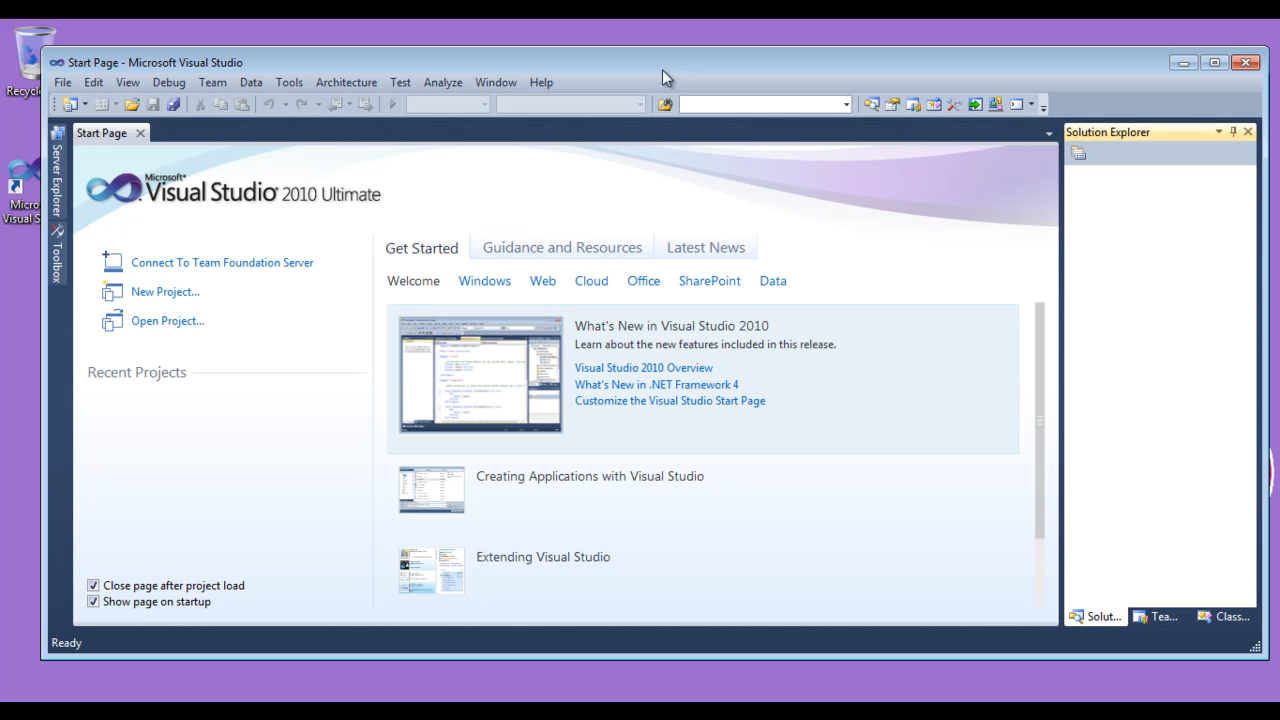 Recycle
Micro
Visual S
Start Page - Microsoft Visual Studio
File Edit View Debug Team Data Tools Architecture Test Analyze Window Help
Server Explorer
Toolbox
Start Page
Microsoft®
Visual Studio 2010 Ultimate
Connect To Team Foundation Server
New Project...
Open Project...
Recent Projects
Close page after project load
Show page on startup
Get Started Guidance and Resources Latest News
Welcome Windows Web Cloud Office SharePoint Data
What's New in Visual Studio 2010
Learn about the new features included in this release.
Visual Studio 2010 Overview
What's New in .NET Framework 4
Customize the Visual Studio Start Page
Creating Applications with Visual Studio
Extending Visual Studio
Solution Explorer
Solut... Tea... Class...
Ready